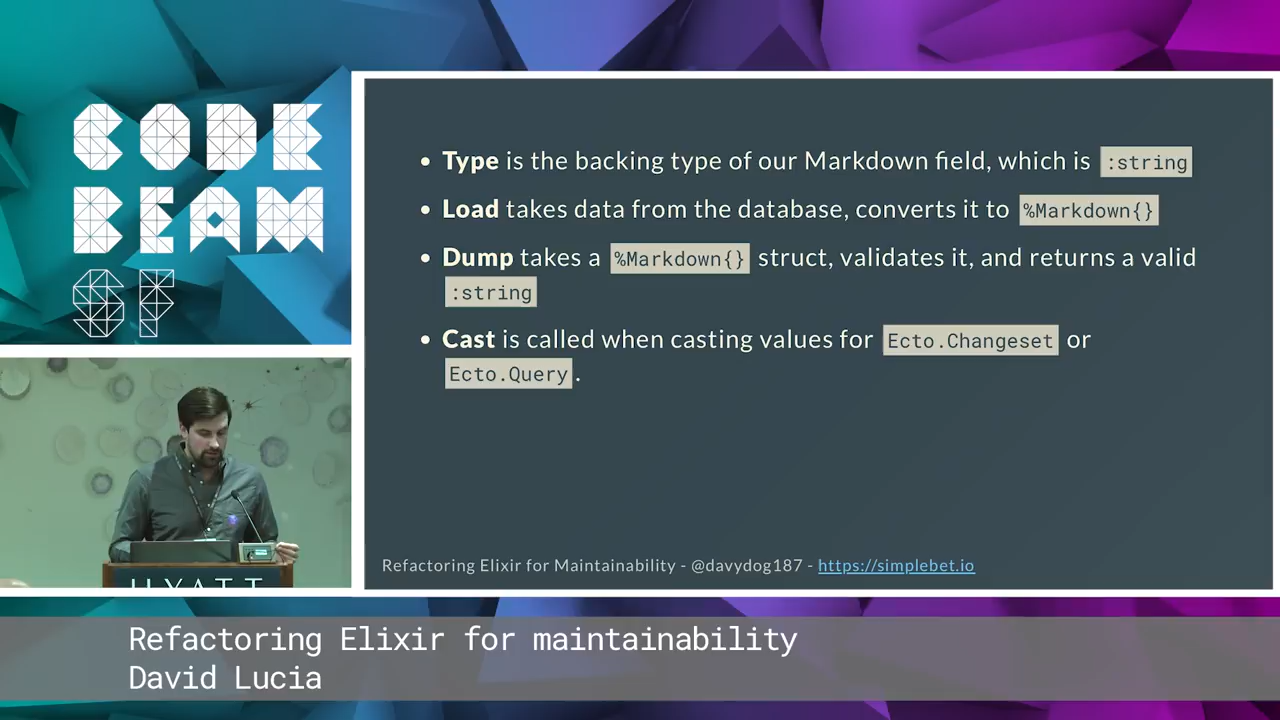 CODE
BEAM
SF
• Type is the backing type of our Markdown field, which is :string
• Load takes data from the database, converts it to %Markdown{}
• Dump takes a %Markdown{} struct, validates it, and returns a valid
:string
• Cast is called when casting values for Ecto.Changeset or
Ecto.Query.
Refactoring Elixir for Maintainability - @davydog187 - https://simplebet.io
HYATT
Refactoring Elixir for maintainability
David Lucia